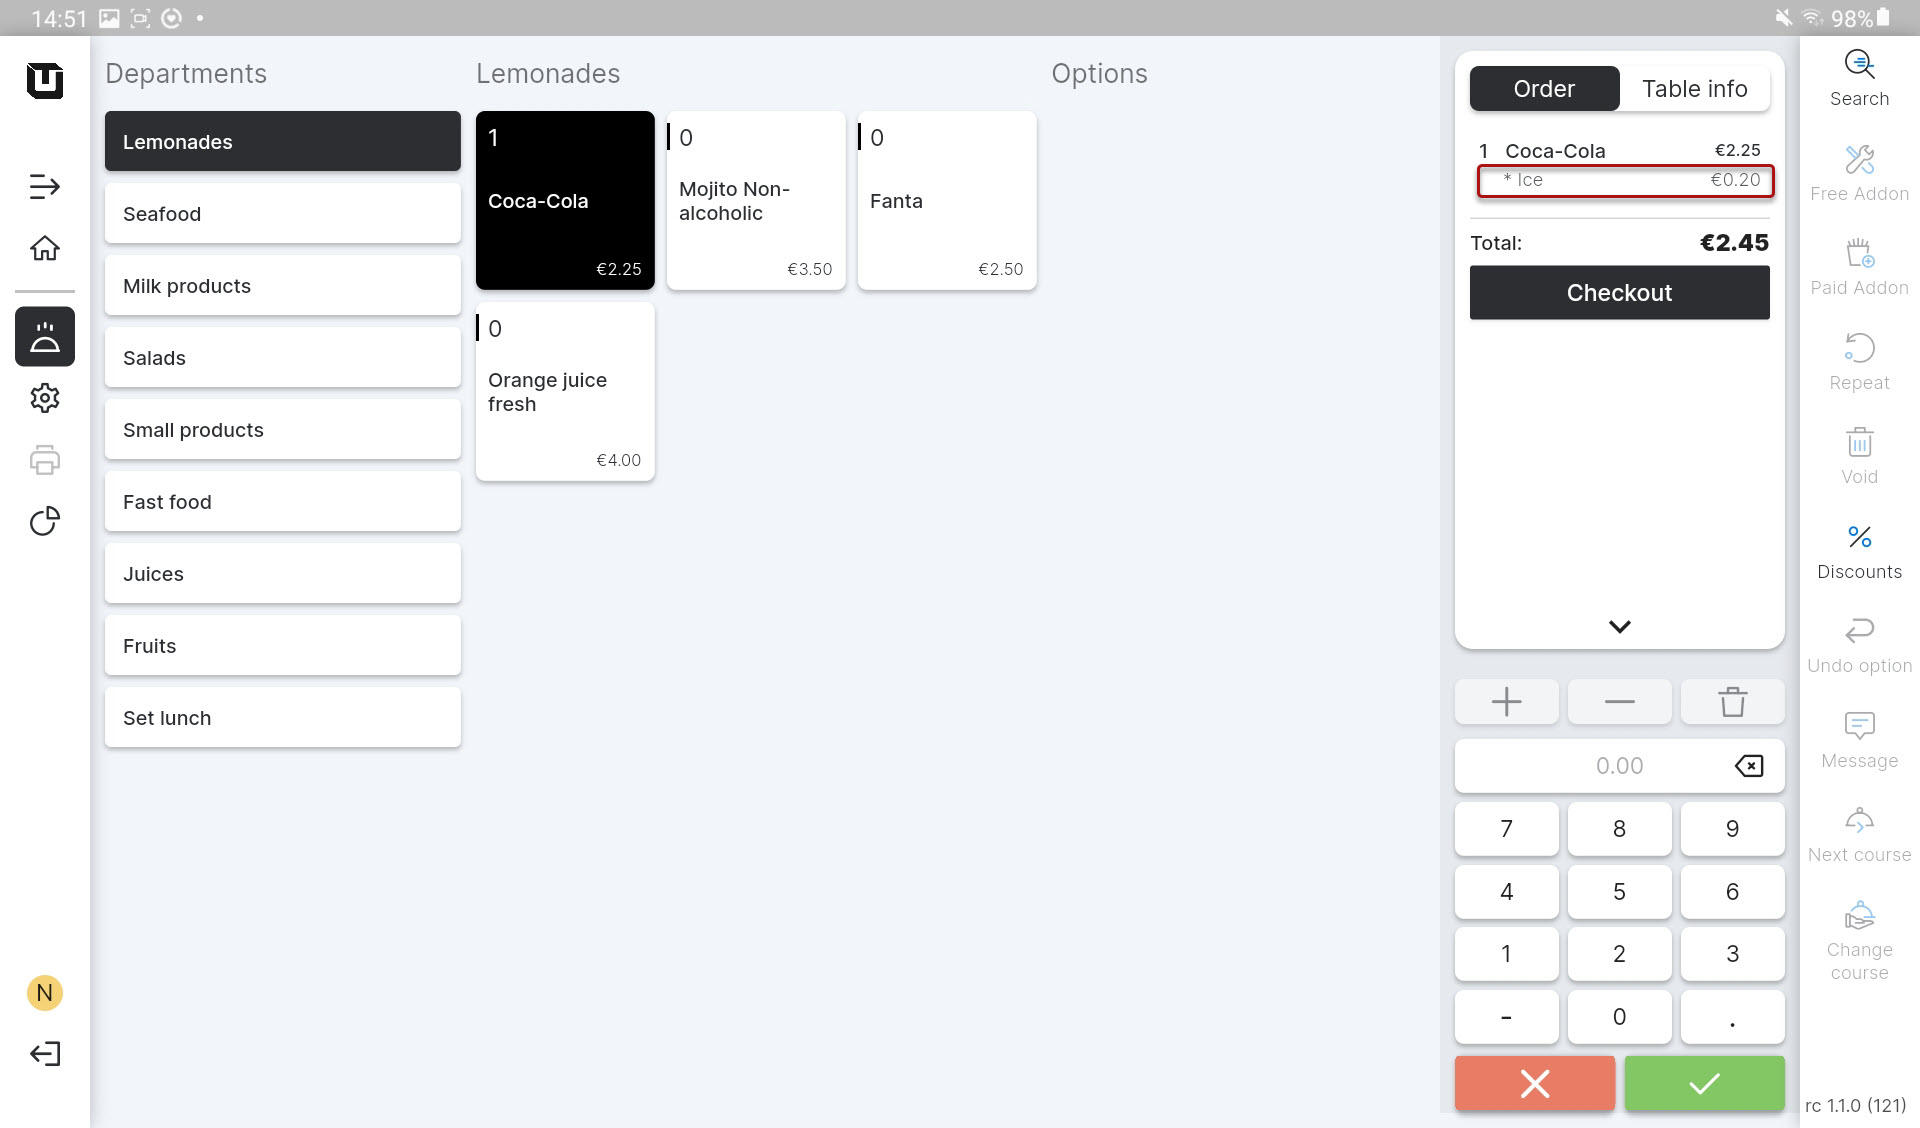 14:51
98%
Departments
Lemonades
Seafood
Milk products
Salads
Small products
Fast food
Juices
Fruits
Set lunch
N
Lemonades
1
Coca-Cola
€2.25
0
Mojito Non-
alcoholic
€3.50
0
Fanta
€2.50
0
Orange juice
fresh
€4.00
Options
Order
Table info
1 Coca-Cola €2.25
* Ice €0.20
Total: €2.45
Checkout
0.00
7 8 9
4 5 6
1 2 3
- 0 .
Search
Free Addon
Paid Addon
Repeat
Void
Discounts
Undo option
Message
Next course
Change
course
rc 1.1.0 (121)